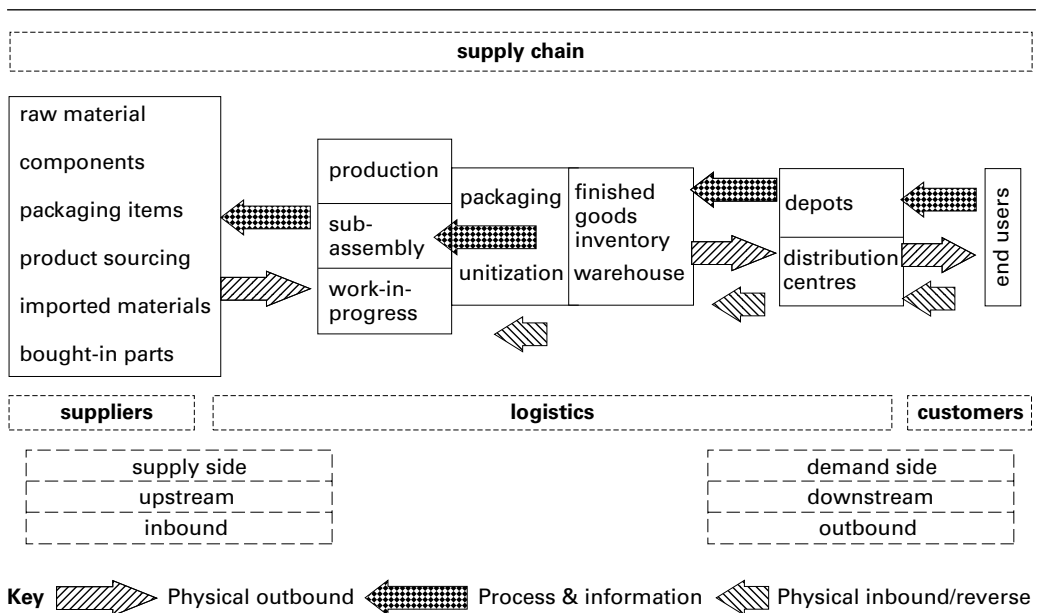 supply chain
raw material
components
packaging items
product sourcing
imported materials
bought-in parts
production
sub-
assembly
work-in-
progress
packaging
unitization
finished
goods
inventory
warehouse
depots
distribution
centres
end users
suppliers
logistics
customers
supply side
upstream
inbound
demand side
downstream
outbound
Key Physical outbound Process & information Physical inbound/reverse